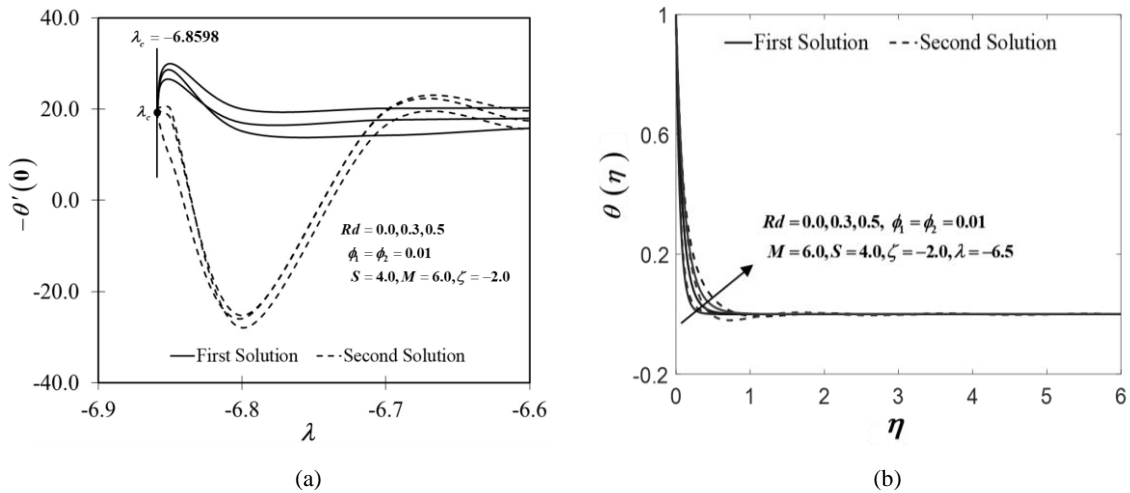 40.0
20.0
0.0
-20.0
-40.0
−θ′(0)
λc = −6.8598
λc
Rd = 0.0, 0.3, 0.5
ϕ1 = ϕ2 = 0.01
S = 4.0, M = 6.0, ζ = −2.0
First Solution Second Solution
-6.9 -6.8 -6.7 -6.6
λ
(a)
1
0.6
0.2
-0.2
θ(η)
First Solution Second Solution
Rd = 0.0, 0.3, 0.5, ϕ1 = ϕ2 = 0.01
M = 6.0, S = 4.0, ζ = −2.0, λ = −6.5
0 1 2 3 4 5 6
η
(b)